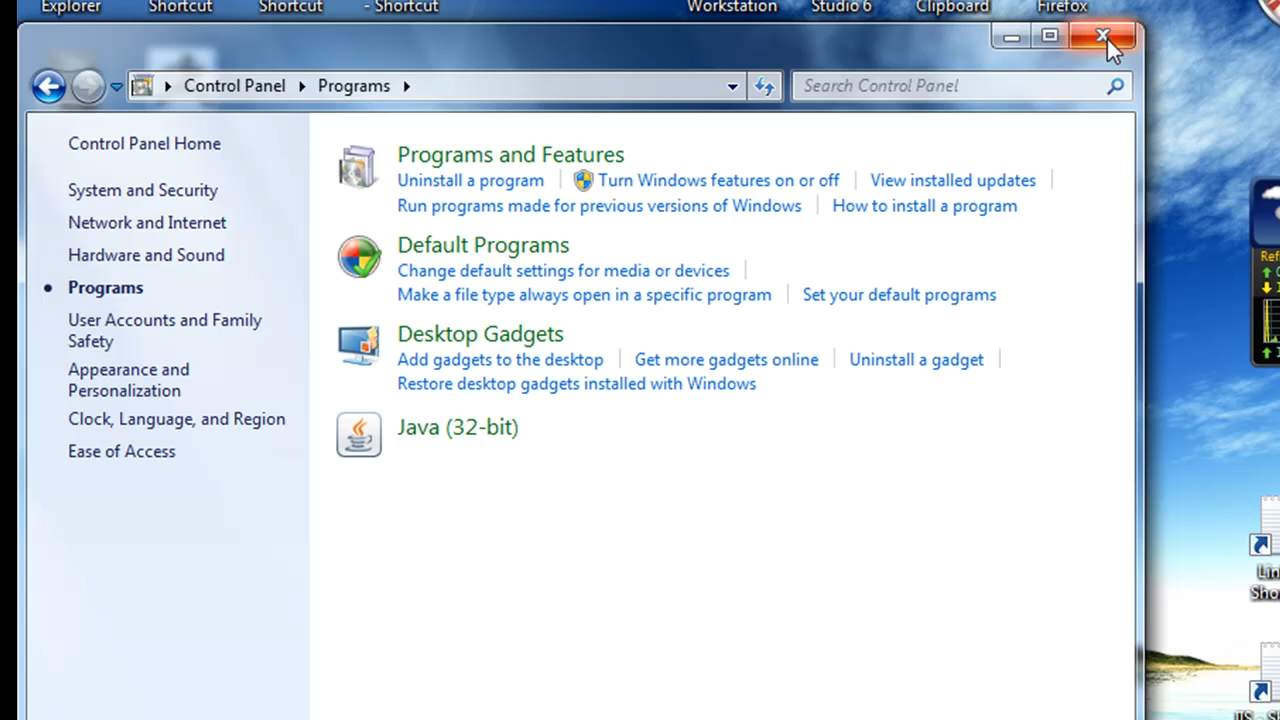 Explorer Shortcut Shortcut - Shortcut Workstation Studio 6 Clipboard Firefox
Control Panel Programs
Search Control Panel
Control Panel Home
System and Security
Network and Internet
Hardware and Sound
Programs
User Accounts and Family
Safety
Appearance and
Personalization
Clock, Language, and Region
Ease of Access
Programs and Features
Uninstall a program Turn Windows features on or off View installed updates
Run programs made for previous versions of Windows How to install a program
Default Programs
Change default settings for media or devices
Make a file type always open in a specific program Set your default programs
Desktop Gadgets
Add gadgets to the desktop Get more gadgets online Uninstall a gadget
Restore desktop gadgets installed with Windows
Java (32-bit)